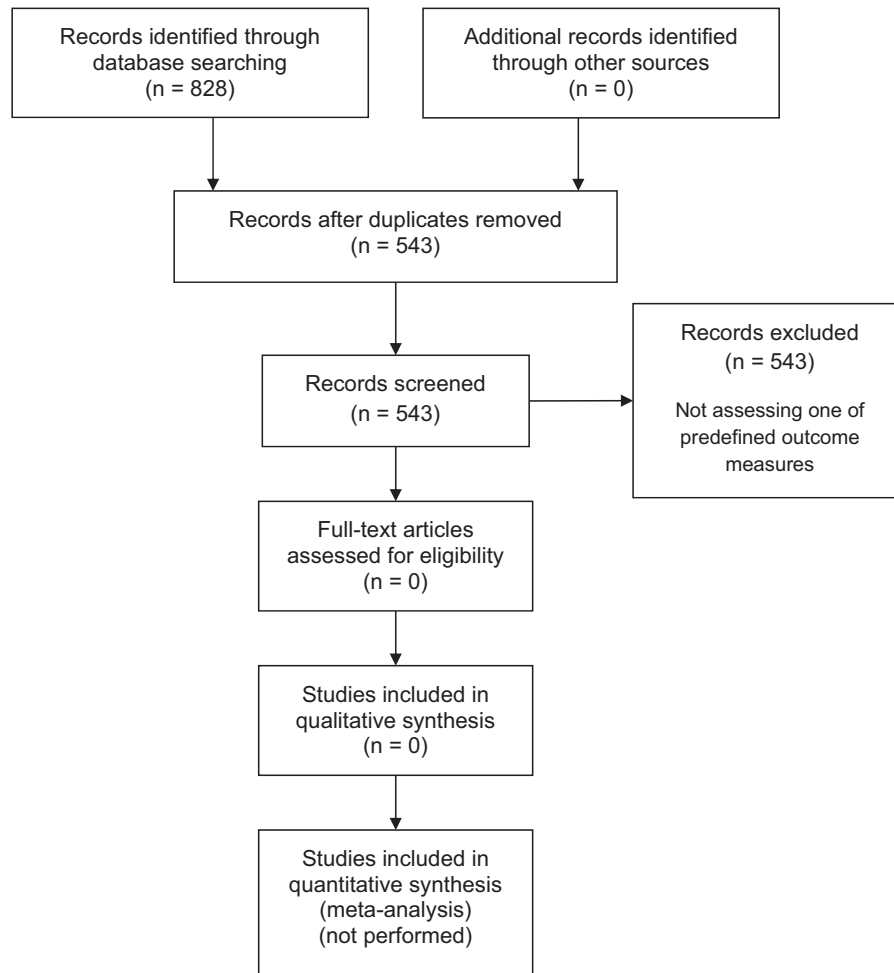 Records identified through
database searching
(n = 828)
Additional records identified
through other sources
(n = 0)
Records after duplicates removed
(n = 543)
Records screened
(n = 543)
Records excluded
(n = 543)
Not assessing one of
predefined outcome
measures
Full-text articles
assessed for eligibility
(n = 0)
Studies included in
qualitative synthesis
(n = 0)
Studies included in
quantitative synthesis
(meta-analysis)
(not performed)